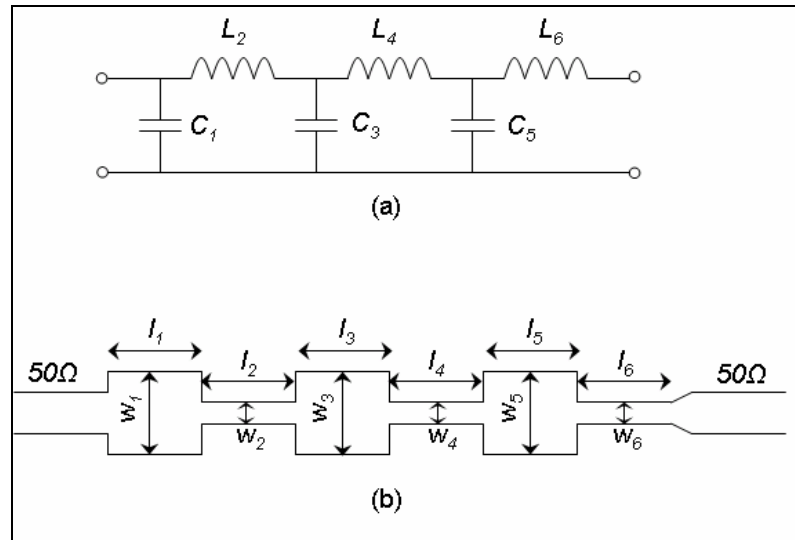 L2 L4 L6
C1 C3 C5
(a)
l1 l2 l3 l4 l5 l6
50Ω 50Ω
w1 w2 w3 w4 w5 w6
(b)